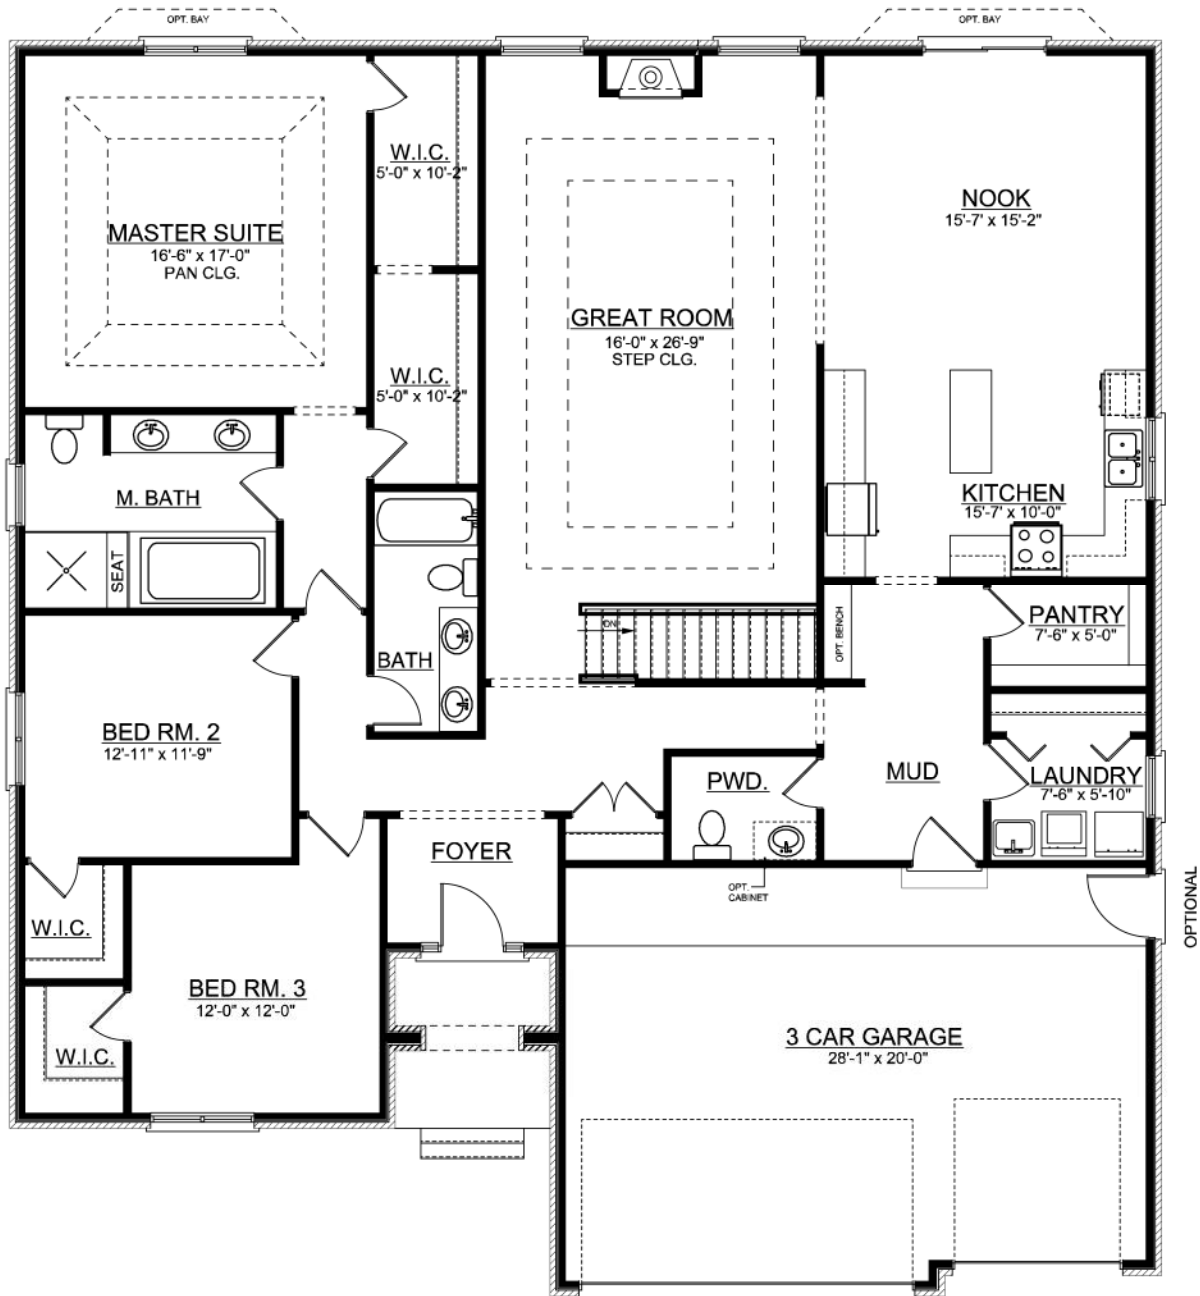 OPT. BAY
OPT. BAY
W.I.C.
5'-0" x 10'-2"
NOOK
15'-7' x 15'-2"
MASTER SUITE
16'-6" x 17'-0"
PAN CLG.
GREAT ROOM
16'-0" x 26'-9"
STEP CLG.
W.I.C.
5'-0" x 10'-2"
M. BATH
KITCHEN
15'-7' x 10'-0"
SEAT
DN
OPT. BENCH
PANTRY
7'-6" x 5'-0"
BATH
BED RM. 2
12'-11" x 11'-9"
PWD.
MUD
LAUNDRY
7'-6" x 5'-10"
FOYER
OPT.
CABINET
OPTIONAL
W.I.C.
BED RM. 3
12'-0" x 12'-0"
W.I.C.
3 CAR GARAGE
28'-1" x 20'-0"